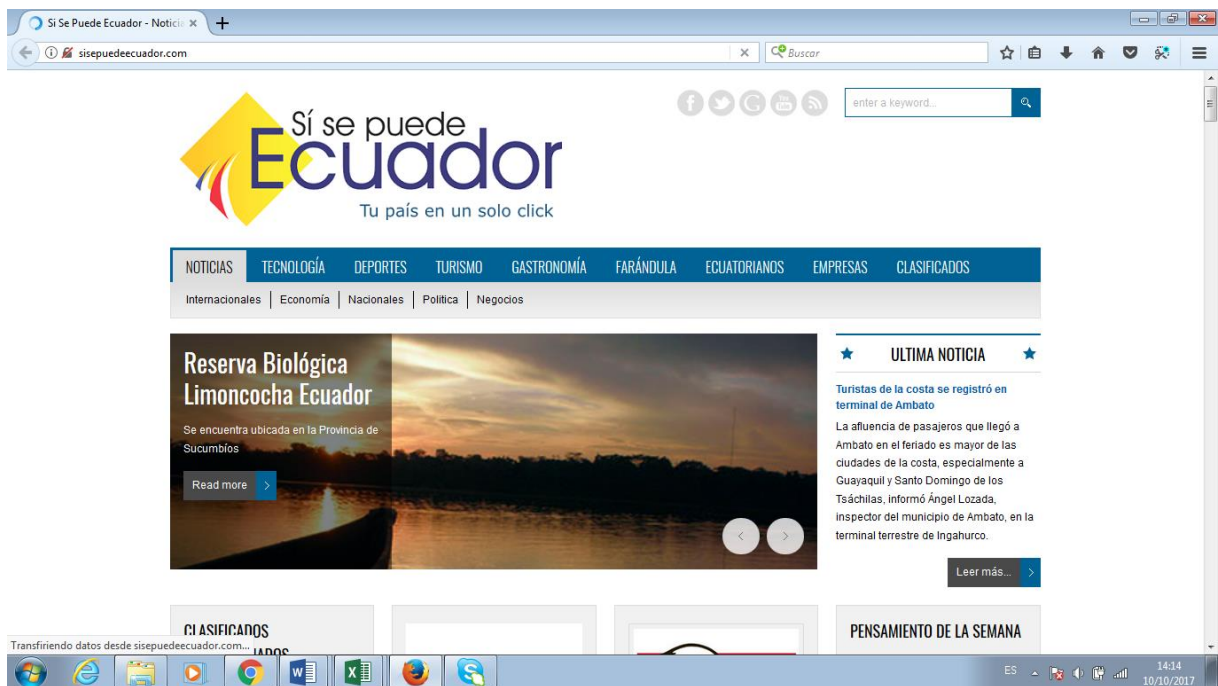 Si Se Puede Ecuador - Notici
sisepuedeecuador.com
Buscar
Sí se puede
Ecuador
Tu país en un solo click
f
G
You
enter a keyword...
NOTICIAS TECNOLOGÍA DEPORTES TURISMO GASTRONOMÍA FARÁNDULA ECUATORIANOS EMPRESAS CLASIFICADOS
Internacionales Economía Nacionales Politica Negocios
Reserva Biológica
Limoncocha Ecuador
Se encuentra ubicada en la Provincia de
Sucumbíos
Read more
ULTIMA NOTICIA
Turistas de la costa se registró en
terminal de Ambato
La afluencia de pasajeros que llegó a
Ambato en el feriado es mayor de las
ciudades de la costa, especialmente a
Guayaquil y Santo Domingo de los
Tsáchilas, informó Ángel Lozada,
inspector del municipio de Ambato, en la
terminal terrestre de Ingahurco.
Leer más...
CLASIFICADOS
PENSAMIENTO DE LA SEMANA
Transfiriendo datos desde sisepuedeecuador.com...
ES
14:14
10/10/2017